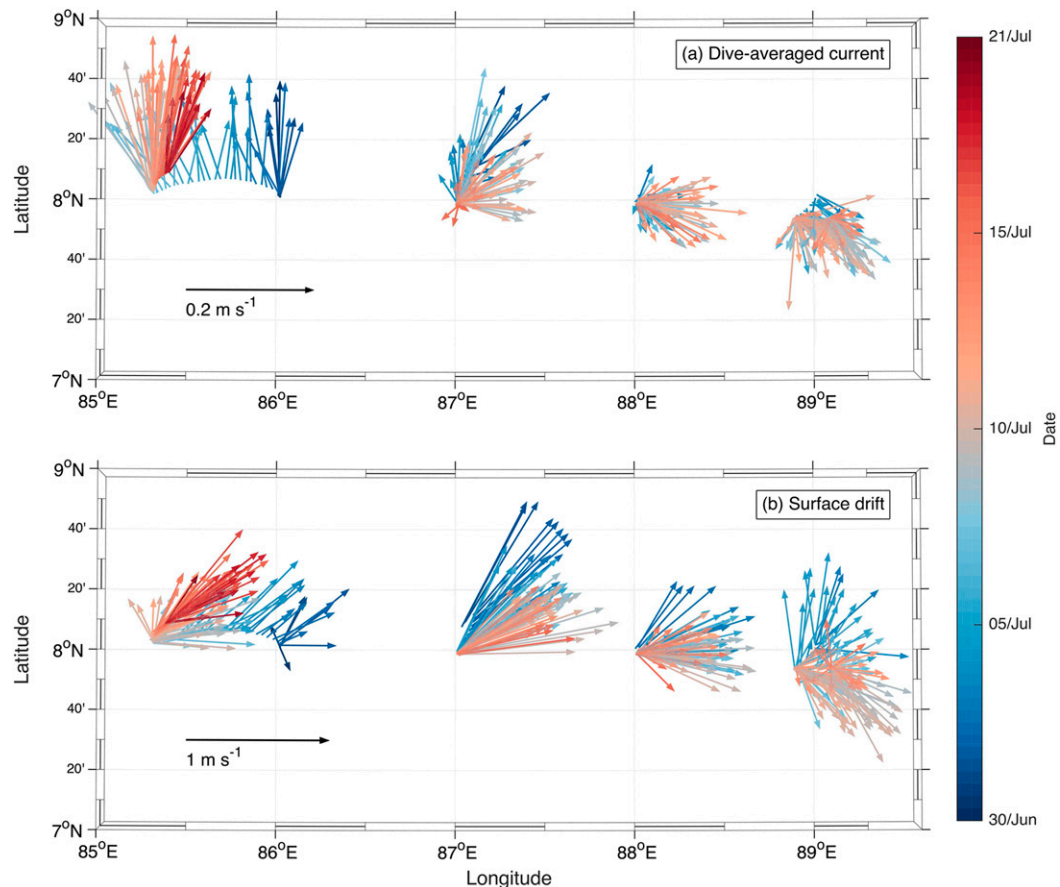 9°N
40'
20'
8°N
40'
20'
7°N
Latitude
(a) Dive-averaged current
0.2 m s⁻¹
85°E 86°E 87°E 88°E 89°E
9°N
40'
20'
8°N
40'
20'
7°N
Latitude
(b) Surface drift
1 m s⁻¹
85°E 86°E 87°E 88°E 89°E
Longitude
21/Jul
15/Jul
10/Jul
05/Jul
30/Jun
Date